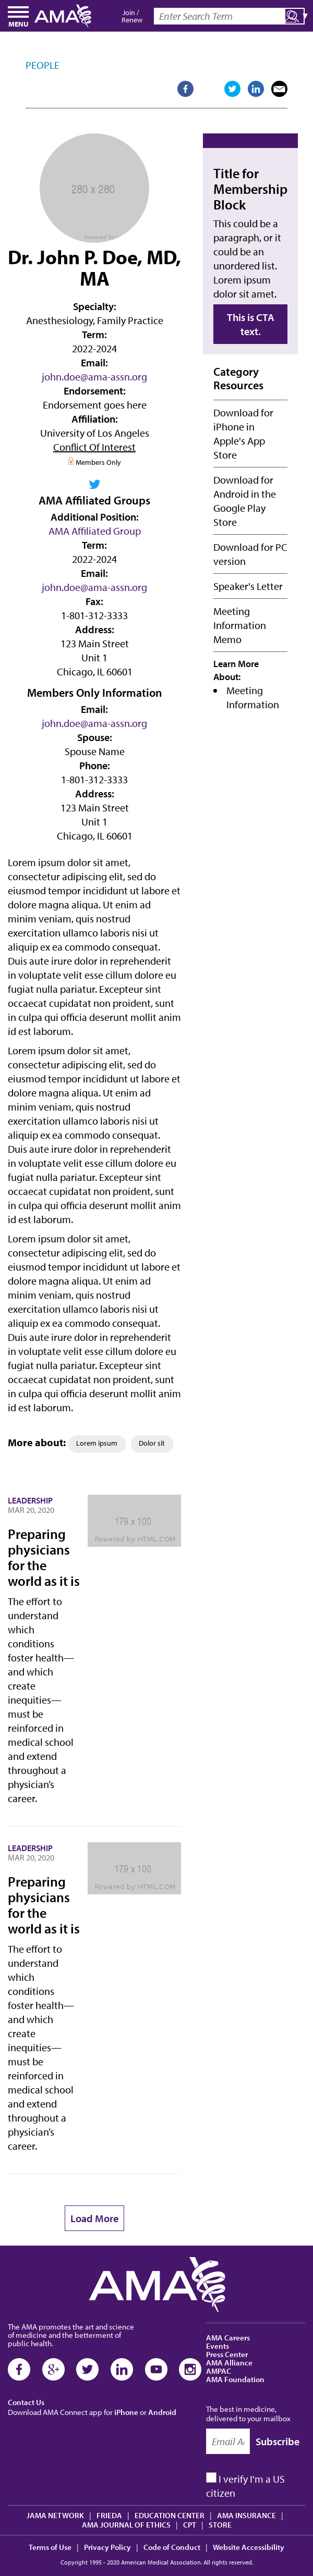 MENU
AMA
Join /
Renew
Enter Search Term
PEOPLE
280 x 280
Powered by
Dr. John P. Doe, MD,
MA
Specialty:
Anesthesiology, Family Practice
Term:
2022-2024
Email:
john.doe@ama-assn.org
Endorsement:
Endorsement goes here
Affiliation:
University of Los Angeles
Conflict Of Interest
Members Only
AMA Affiliated Groups
Additional Position:
AMA Affiliated Group
Term:
2022-2024
Email:
john.doe@ama-assn.org
Fax:
1-801-312-3333
Address:
123 Main Street
Unit 1
Chicago, IL 60601
Members Only Information
Email:
john.doe@ama-assn.org
Spouse:
Spouse Name
Phone:
1-801-312-3333
Address:
123 Main Street
Unit 1
Chicago, IL 60601
Lorem ipsum dolor sit amet,
consectetur adipiscing elit, sed do
eiusmod tempor incididunt ut labore et
dolore magna aliqua. Ut enim ad
minim veniam, quis nostrud
exercitation ullamco laboris nisi ut
aliquip ex ea commodo consequat.
Duis aute irure dolor in reprehenderit
in voluptate velit esse cillum dolore eu
fugiat nulla pariatur. Excepteur sint
occaecat cupidatat non proident, sunt
in culpa qui officia deserunt mollit anim
id est laborum.
Lorem ipsum dolor sit amet,
consectetur adipiscing elit, sed do
eiusmod tempor incididunt ut labore et
dolore magna aliqua. Ut enim ad
minim veniam, quis nostrud
exercitation ullamco laboris nisi ut
aliquip ex ea commodo consequat.
Duis aute irure dolor in reprehenderit
in voluptate velit esse cillum dolore eu
fugiat nulla pariatur. Excepteur sint
occaecat cupidatat non proident, sunt
in culpa qui officia deserunt mollit anim
id est laborum.
Lorem ipsum dolor sit amet,
consectetur adipiscing elit, sed do
eiusmod tempor incididunt ut labore et
dolore magna aliqua. Ut enim ad
minim veniam, quis nostrud
exercitation ullamco laboris nisi ut
aliquip ex ea commodo consequat.
Duis aute irure dolor in reprehenderit
in voluptate velit esse cillum dolore eu
fugiat nulla pariatur. Excepteur sint
occaecat cupidatat non proident, sunt
in culpa qui officia deserunt mollit anim
id est laborum.
More about: Lorem ipsum Dolor sit
LEADERSHIP
MAR 20, 2020
Preparing
physicians
for the
world as it is
The effort to
understand
which
conditions
foster health—
and which
create
inequities—
must be
reinforced in
medical school
and extend
throughout a
physician's
career.
179 x 100
Powered by HTML.COM
LEADERSHIP
MAR 20, 2020
Preparing
physicians
for the
world as it is
The effort to
understand
which
conditions
foster health—
and which
create
inequities—
must be
reinforced in
medical school
and extend
throughout a
physician's
career.
179 x 100
Powered by HTML.COM
Load More
Title for
Membership
Block
This could be a
paragraph, or it
could be an
unordered list.
Lorem ipsum
dolor sit amet.
This is CTA
text.
Category
Resources
Download for
iPhone in
Apple's App
Store
Download for
Android in the
Google Play
Store
Download for PC
version
Speaker's Letter
Meeting
Information
Memo
Learn More
About:
• Meeting
Information
AMA
The AMA promotes the art and science
of medicine and the betterment of
public health.
Contact Us
Download AMA Connect app for iPhone or Android
AMA Careers
Events
Press Center
AMA Alliance
AMPAC
AMA Foundation
The best in medicine,
delivered to your mailbox
Email A Subscribe
I verify I'm a US
citizen
JAMA NETWORK | FRIEDA | EDUCATION CENTER | AMA INSURANCE |
AMA JOURNAL OF ETHICS | CPT | STORE
Terms of Use | Privacy Policy | Code of Conduct | Website Accessibility
Copyright 1995 - 2020 American Medical Association. All rights reserved.